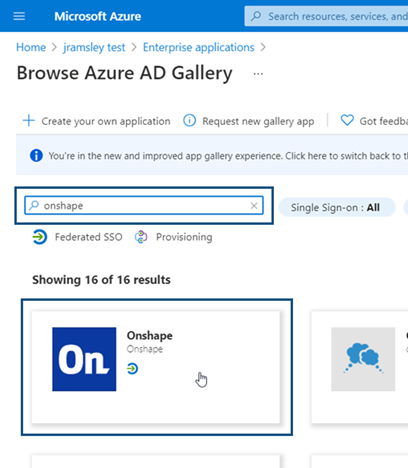 Microsoft Azure
Search resources, services, and
Home > jramsley test > Enterprise applications >
Browse Azure AD Gallery ...
+ Create your own application
Request new gallery app
Got feedba
You're in the new and improved app gallery experience. Click here to switch back to th
onshape
Single Sign-on : All
Federated SSO
Provisioning
Showing 16 of 16 results
On
Onshape
Onshape